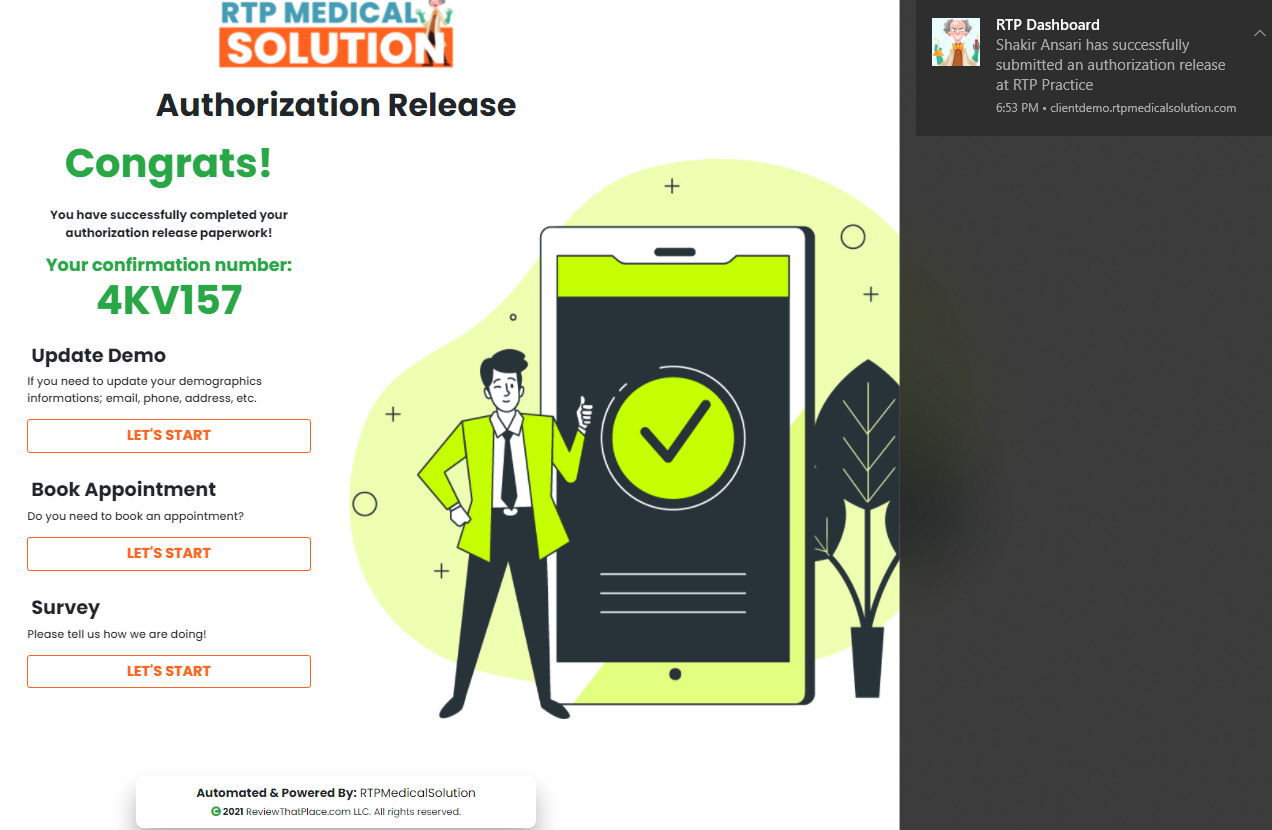 RTP MEDICAL
SOLUTION
Authorization Release
Congrats!
You have successfully completed your
authorization release paperwork!
Your confirmation number:
4KV157
Update Demo
If you need to update your demographics
informations; email, phone, address, etc.
LET'S START
Book Appointment
Do you need to book an appointment?
LET'S START
Survey
Please tell us how we are doing!
LET'S START
Automated & Powered By: RTPMedicalSolution
© 2021 ReviewThatPlace.com LLC. All rights reserved.
RTP Dashboard
Shakir Ansari has successfully
submitted an authorization release
at RTP Practice
6:53 PM • clientdemo.rtpmedicalsolution.com